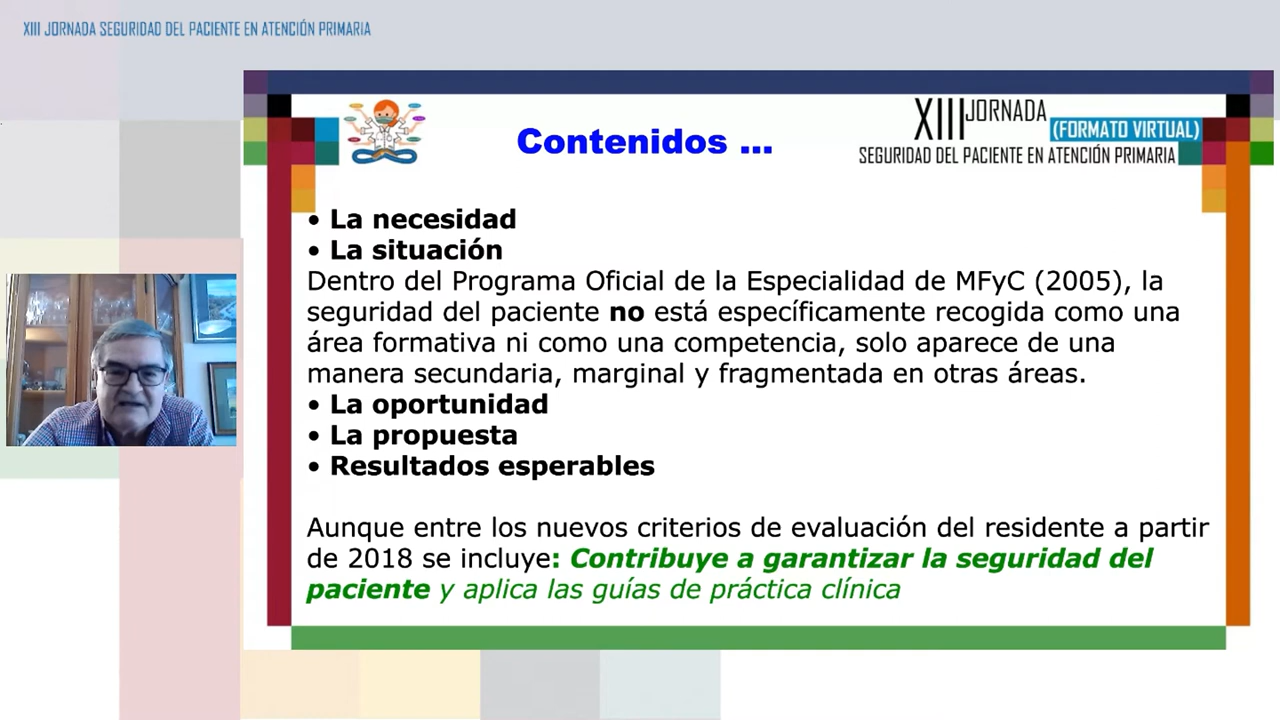 XIII JORNADA SEGURIDAD DEL PACIENTE EN ATENCIÓN PRIMARIA
XIII JORNADA
(FORMATO VIRTUAL)
SEGURIDAD DEL PACIENTE EN ATENCIÓN PRIMARIA
Contenidos ...
• La necesidad
• La situación
Dentro del Programa Oficial de la Especialidad de MFyC (2005), la
seguridad del paciente no está específicamente recogida como una
área formativa ni como una competencia, solo aparece de una
manera secundaria, marginal y fragmentada en otras áreas.
• La oportunidad
• La propuesta
• Resultados esperables
Aunque entre los nuevos criterios de evaluación del residente a partir
de 2018 se incluye: Contribuye a garantizar la seguridad del
paciente y aplica las guías de práctica clínica